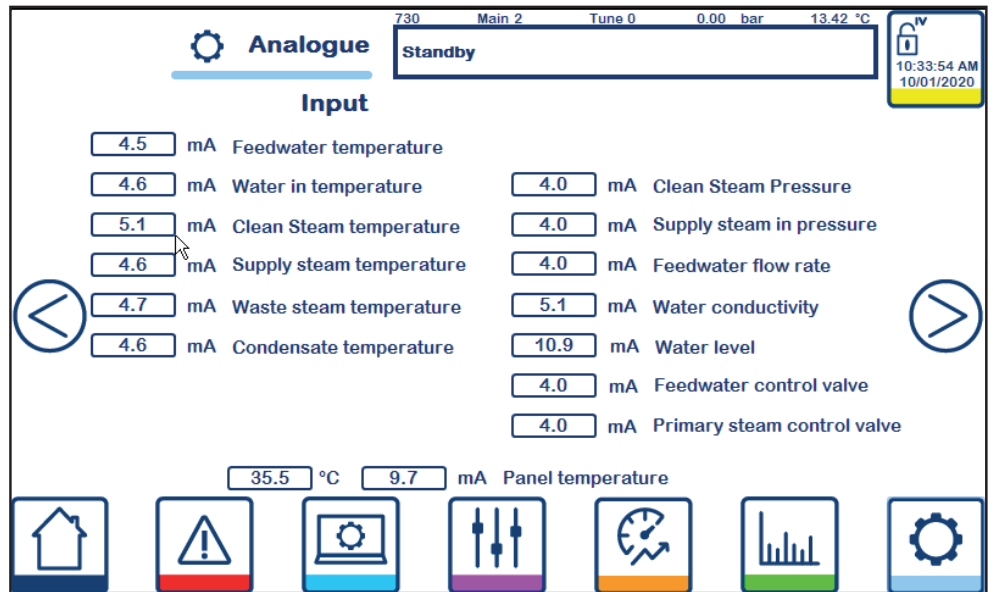 730 Main 2 Tune 0 0.00 bar 13.42 °C
Analogue
Standby
IV
10:33:54 AM
10/01/2020
Input
4.5 mA Feedwater temperature
4.6 mA Water in temperature
4.0 mA Clean Steam Pressure
5.1 mA Clean Steam temperature
4.0 mA Supply steam in pressure
4.6 mA Supply steam temperature
4.0 mA Feedwater flow rate
4.7 mA Waste steam temperature
5.1 mA Water conductivity
4.6 mA Condensate temperature
10.9 mA Water level
4.0 mA Feedwater control valve
4.0 mA Primary steam control valve
35.5 °C 9.7 mA Panel temperature